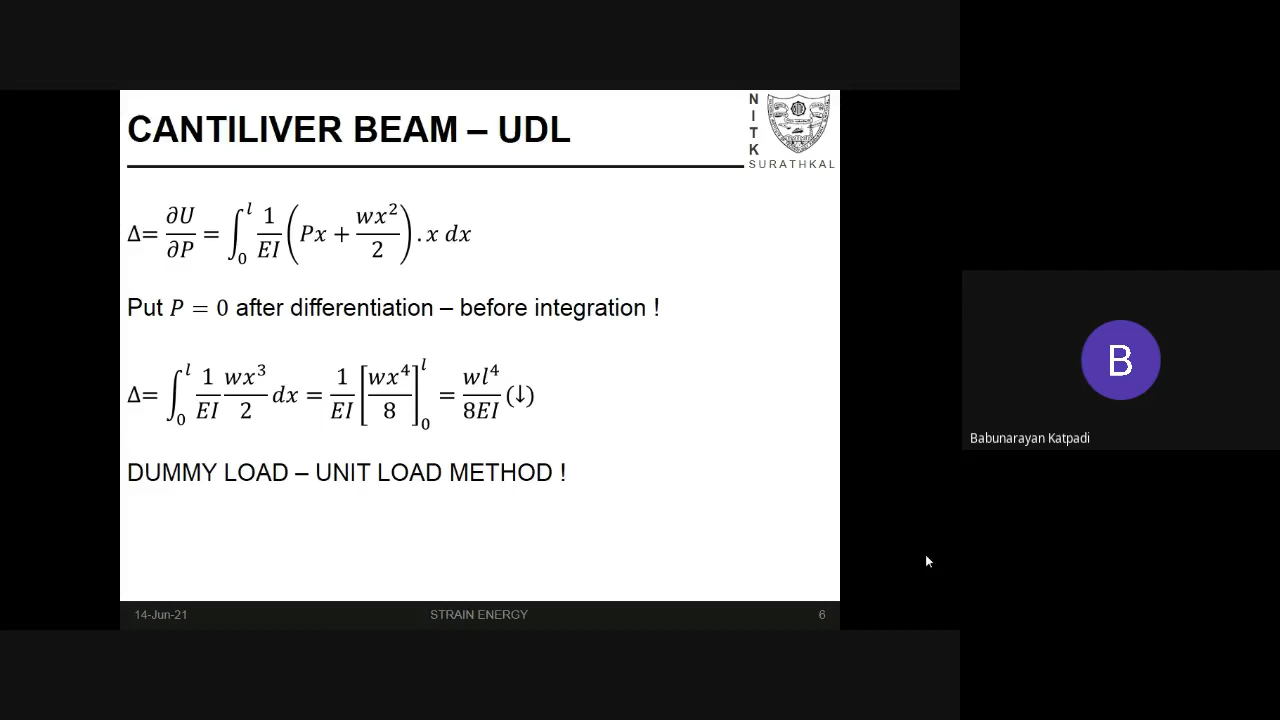 CANTILIVER BEAM – UDL
N
I
T
K
SURATHKAL
Δ= ∂U/∂P = ∫₀ˡ 1/EI (Px + wx²/2) . x dx
Put P = 0 after differentiation – before integration !
Δ= ∫₀ˡ 1/EI wx³/2 dx = 1/EI [wx⁴/8]₀ˡ = wl⁴/8EI (↓)
DUMMY LOAD – UNIT LOAD METHOD !
14-Jun-21 STRAIN ENERGY 6
B
Babunarayan Katpadi